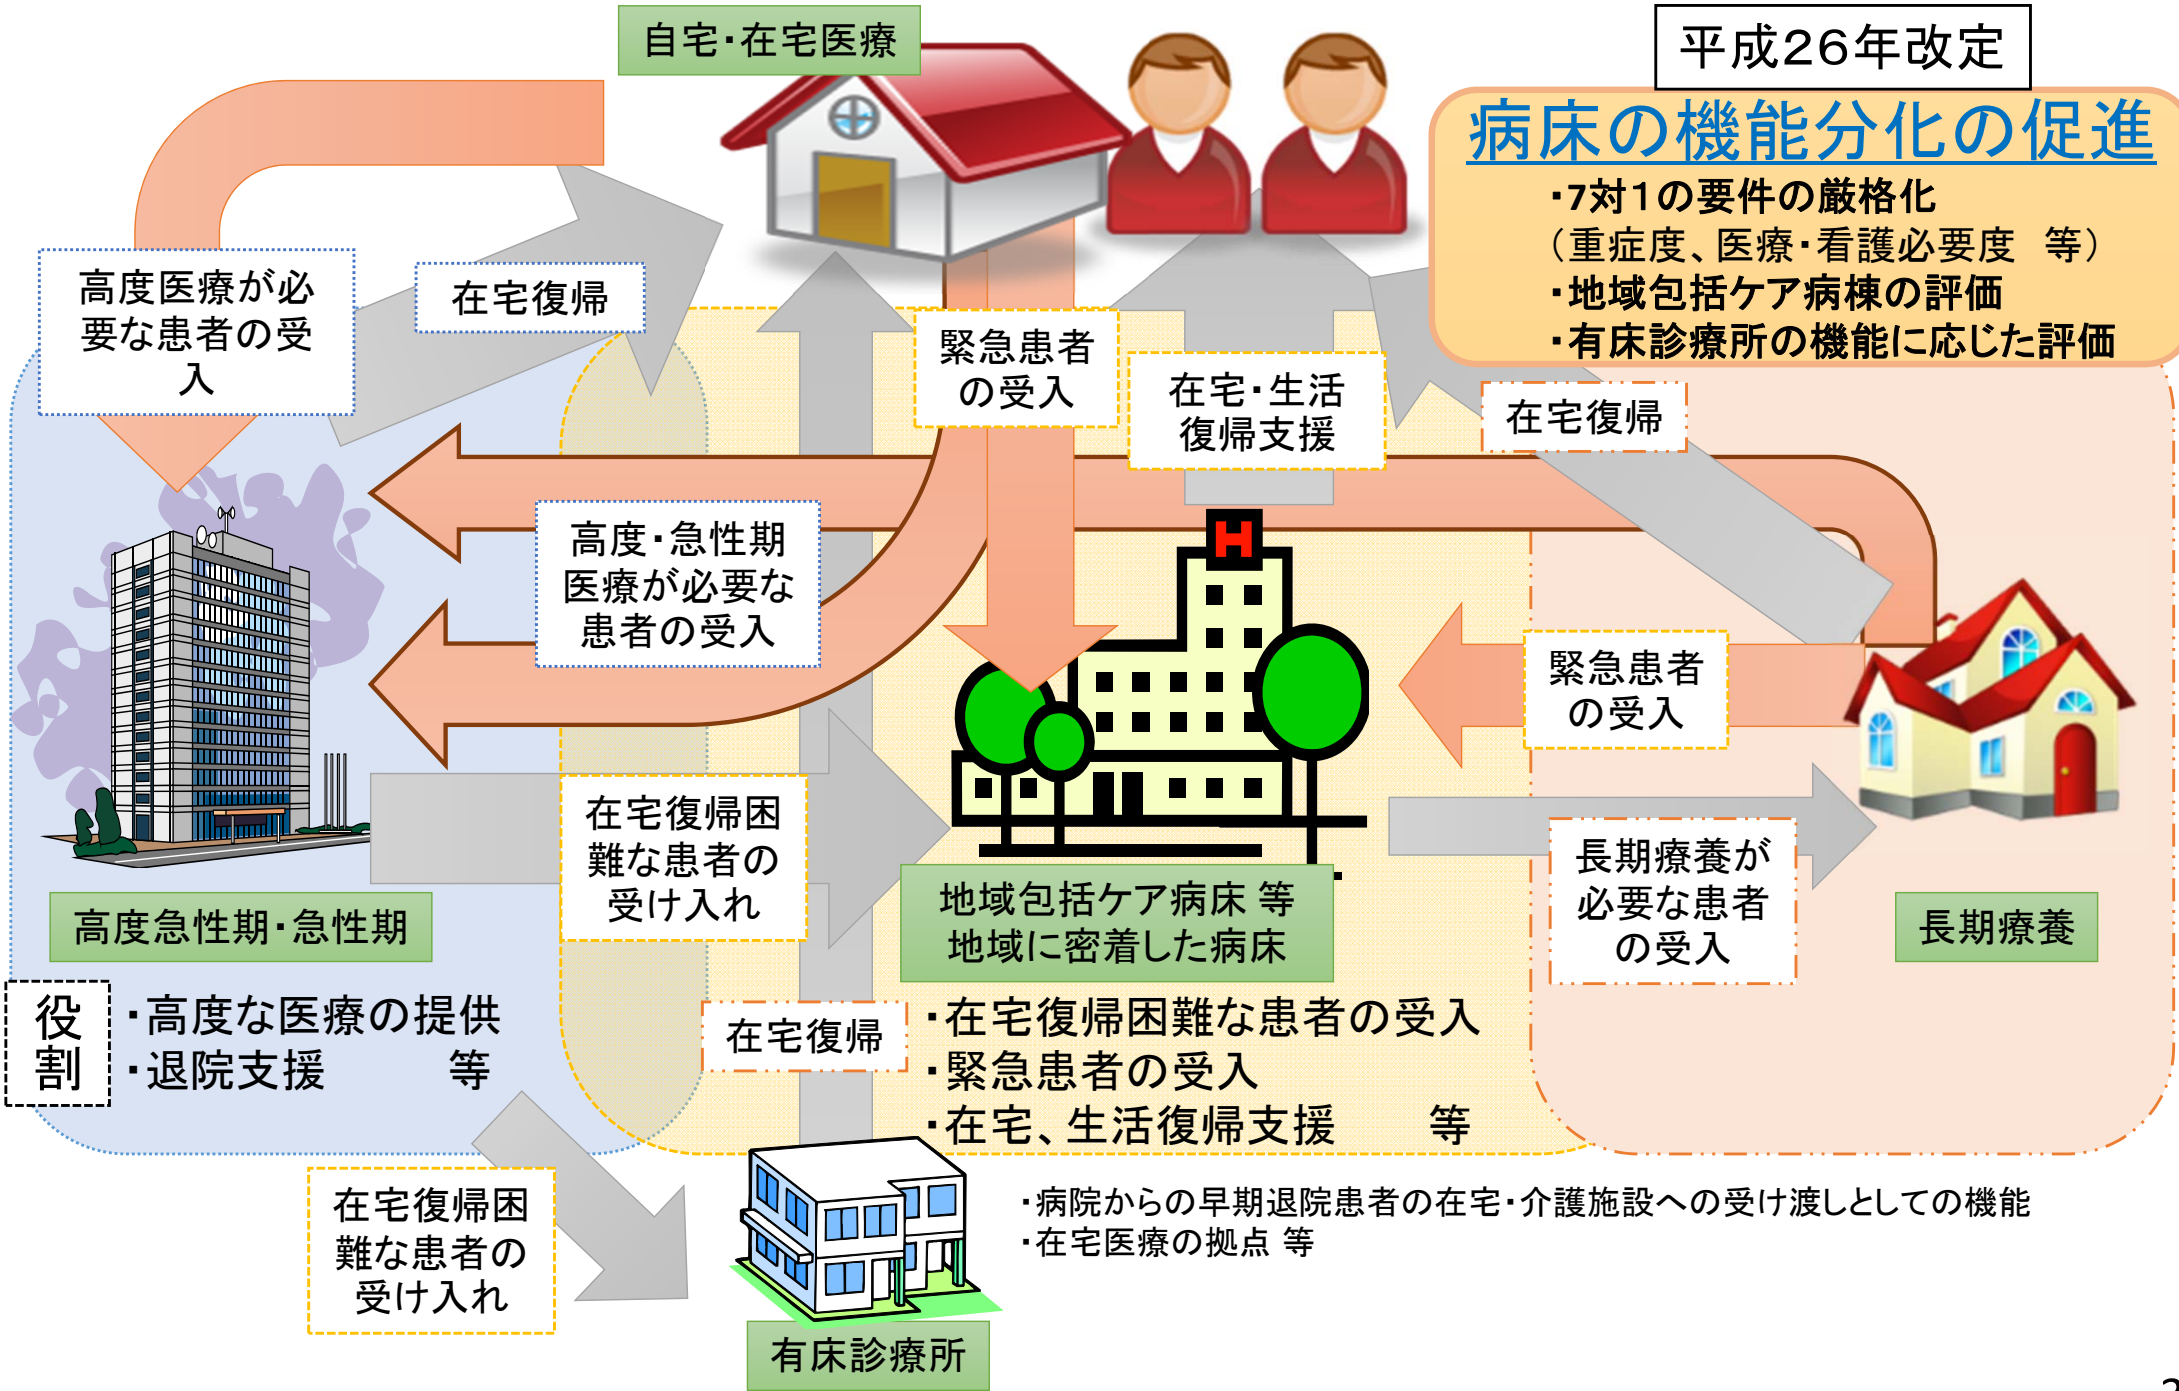 自宅・在宅医療
平成26年改定
病床の機能分化の促進
・7対1の要件の厳格化
(重症度、医療・看護必要度 等)
・地域包括ケア病棟の評価
・有床診療所の機能に応じた評価
高度医療が必
要な患者の受
入
在宅復帰
緊急患者
の受入
在宅・生活
復帰支援
在宅復帰
高度・急性期
医療が必要な
患者の受入
H
緊急患者
の受入
在宅復帰困
難な患者の
受け入れ
長期療養が
必要な患者
の受入
高度急性期・急性期
地域包括ケア病床 等
地域に密着した病床
長期療養
役
割
・高度な医療の提供
・退院支援 等
在宅復帰
・在宅復帰困難な患者の受入
・緊急患者の受入
・在宅、生活復帰支援 等
在宅復帰困
難な患者の
受け入れ
・病院からの早期退院患者の在宅・介護施設への受け渡しとしての機能
・在宅医療の拠点 等
有床診療所